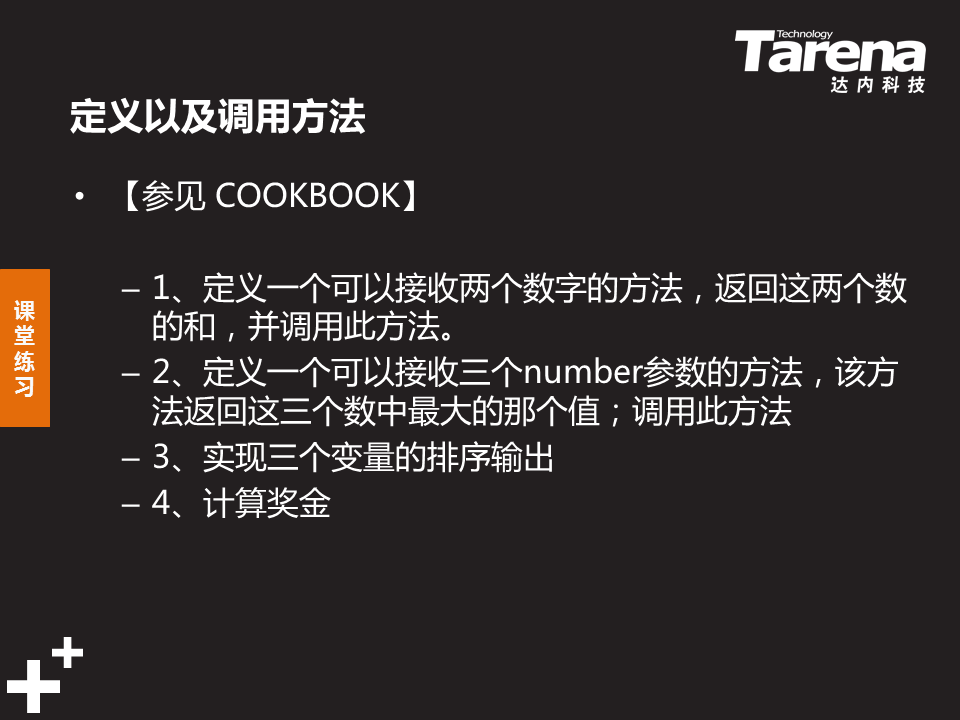 Technology
Tarena
达内科技
定义以及调用方法
• 【参见 COOKBOOK】
– 1、定义一个可以接收两个数字的方法，返回这两个数
的和，并调用此方法。
– 2、定义一个可以接收三个number参数的方法，该方
法返回这三个数中最大的那个值；调用此方法
– 3、实现三个变量的排序输出
– 4、计算奖金
课
堂
练
习